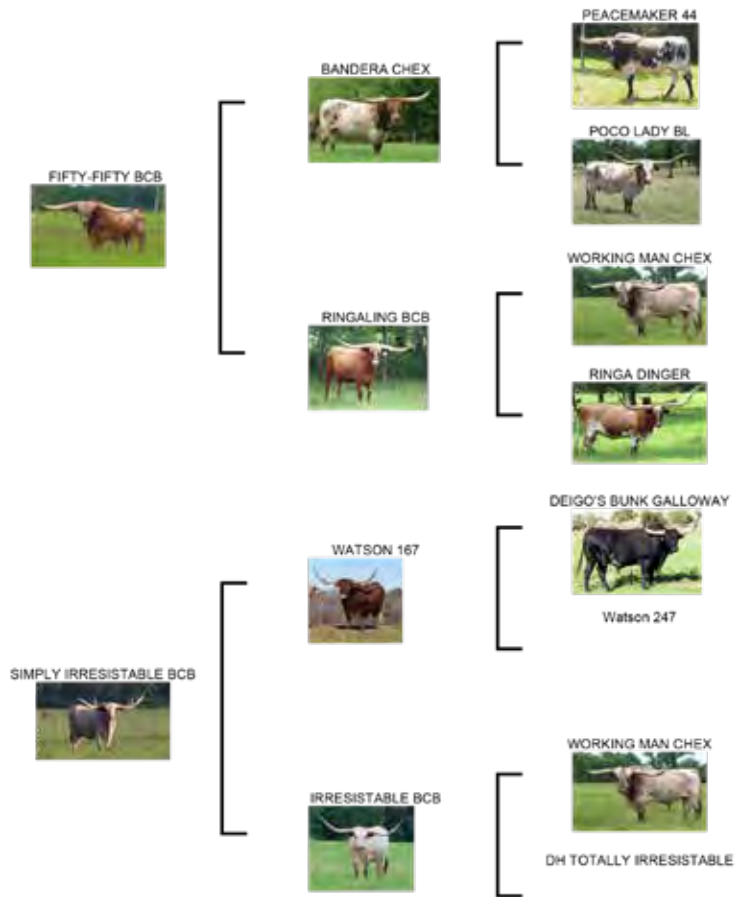 PEACEMAKER 44
BANDERA CHEX
POCO LADY BL
FIFTY-FIFTY BCB
WORKING MAN CHEX
RINGALING BCB
RINGA DINGER
DEIGO'S BUNK GALLOWAY
WATSON 167
Watson 247
SIMPLY IRRESISTABLE BCB
WORKING MAN CHEX
IRRESISTABLE BCB
DH TOTALLY IRRESISTABLE